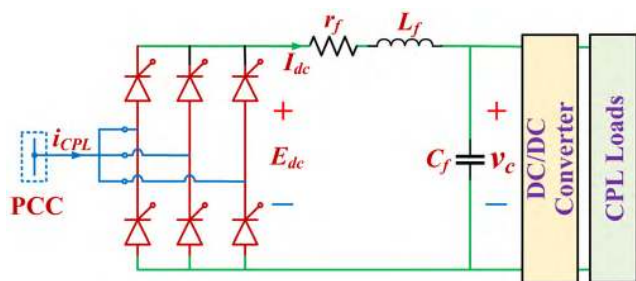 r_f
L_f
I_dc
i_CPL
PCC
+
E_dc
−
C_f
+
v_c
−
DC/DC
Converter
CPL Loads